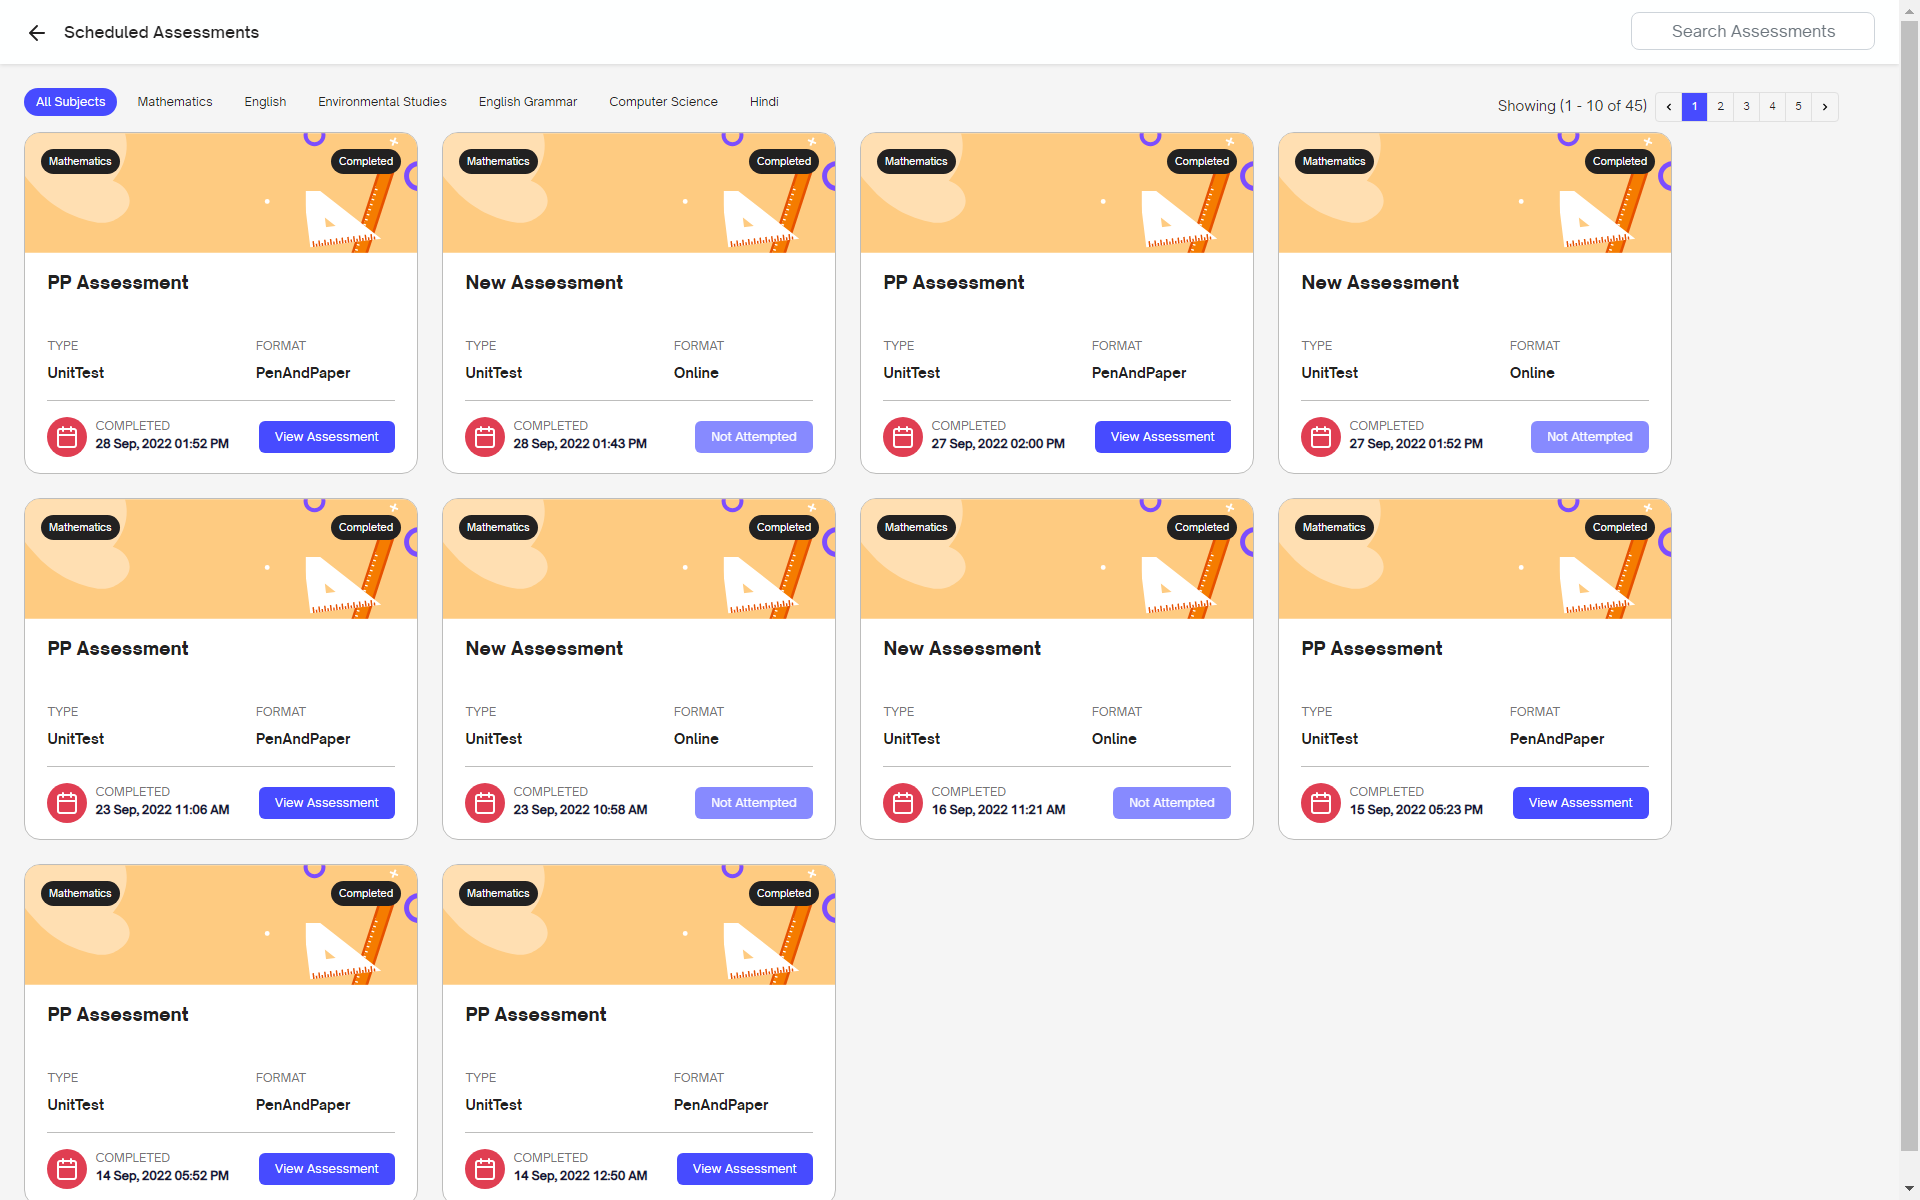 Scheduled Assessments
Search Assessments
All Subjects Mathematics English Environmental Studies English Grammar Computer Science Hindi
Showing (1 - 10 of 45) 1 2 3 4 5
Mathematics Completed
PP Assessment
TYPE FORMAT
UnitTest PenAndPaper
COMPLETED
28 Sep, 2022 01:52 PM
View Assessment
Mathematics Completed
New Assessment
TYPE FORMAT
UnitTest Online
COMPLETED
28 Sep, 2022 01:43 PM
Not Attempted
Mathematics Completed
PP Assessment
TYPE FORMAT
UnitTest PenAndPaper
COMPLETED
27 Sep, 2022 02:00 PM
View Assessment
Mathematics Completed
New Assessment
TYPE FORMAT
UnitTest Online
COMPLETED
27 Sep, 2022 01:52 PM
Not Attempted
Mathematics Completed
PP Assessment
TYPE FORMAT
UnitTest PenAndPaper
COMPLETED
23 Sep, 2022 11:06 AM
View Assessment
Mathematics Completed
New Assessment
TYPE FORMAT
UnitTest Online
COMPLETED
23 Sep, 2022 10:58 AM
Not Attempted
Mathematics Completed
New Assessment
TYPE FORMAT
UnitTest Online
COMPLETED
16 Sep, 2022 11:21 AM
Not Attempted
Mathematics Completed
PP Assessment
TYPE FORMAT
UnitTest PenAndPaper
COMPLETED
15 Sep, 2022 05:23 PM
View Assessment
Mathematics Completed
PP Assessment
TYPE FORMAT
UnitTest PenAndPaper
COMPLETED
14 Sep, 2022 05:52 PM
View Assessment
Mathematics Completed
PP Assessment
TYPE FORMAT
UnitTest PenAndPaper
COMPLETED
14 Sep, 2022 12:50 AM
View Assessment